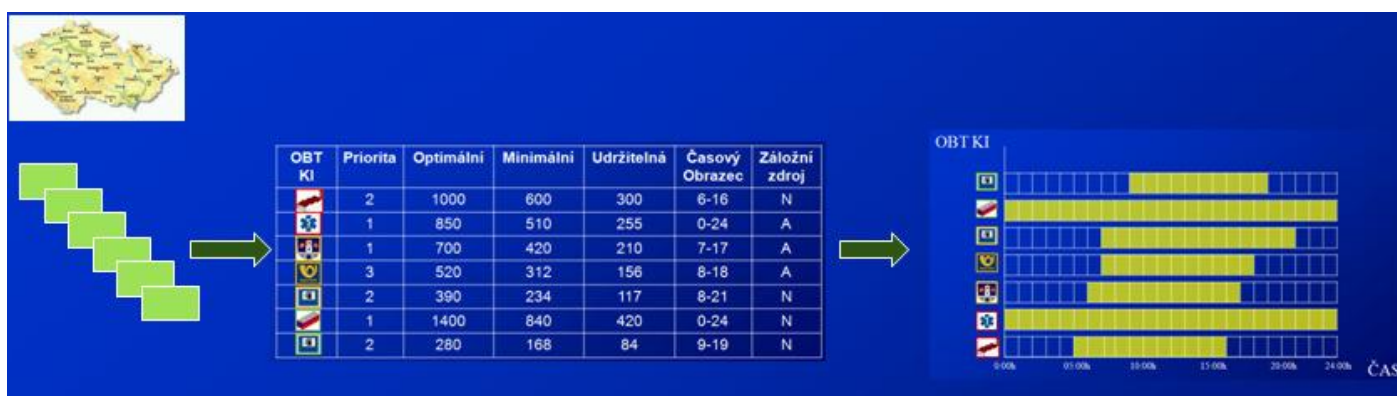 OBT KI Priorita Optimální Minimální Udržitelná Časový Obrazec Záložní zdroj
2 1000 600 300 6-16 N
1 850 510 255 0-24 A
1 700 420 210 7-17 A
3 520 312 156 8-18 A
2 390 234 117 8-21 N
1 1400 840 420 0-24 N
2 280 168 84 9-19 N
OBT KI
0:00h 05:00h 10:00h 15:00h 20:00h 24:00h
ČAS